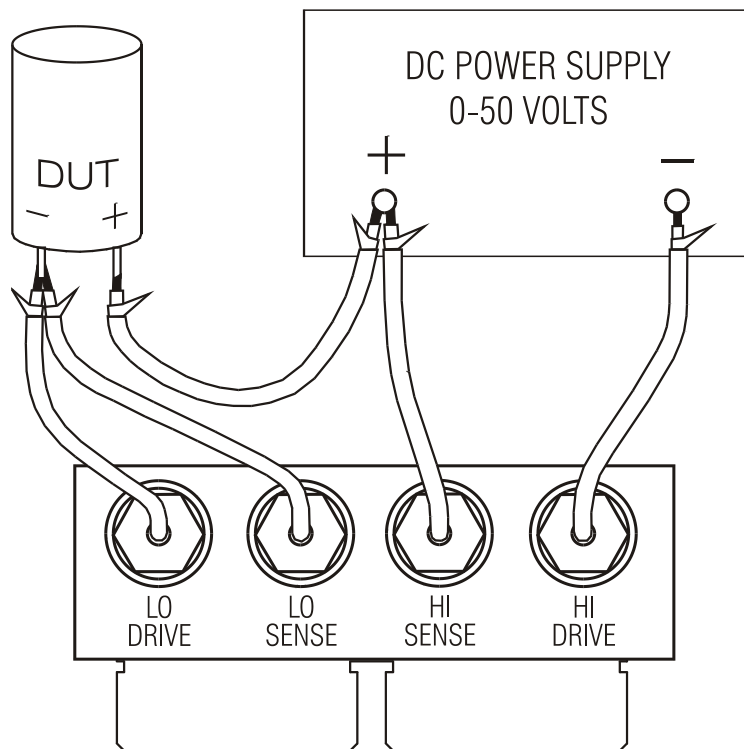 DC POWER SUPPLY
0-50 VOLTS
+ −
DUT
− +
LO DRIVE
LO SENSE
HI SENSE
HI DRIVE